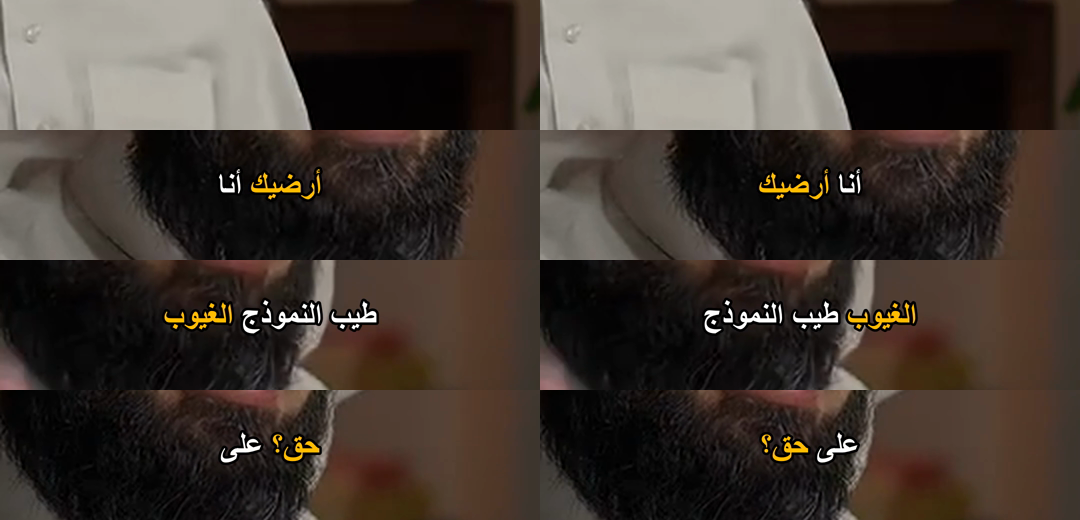 أرضيك أنا
طيب النموذج الغيوب
حق؟ على
أنا أرضيك
الغيوب طيب النموذج
على حق؟